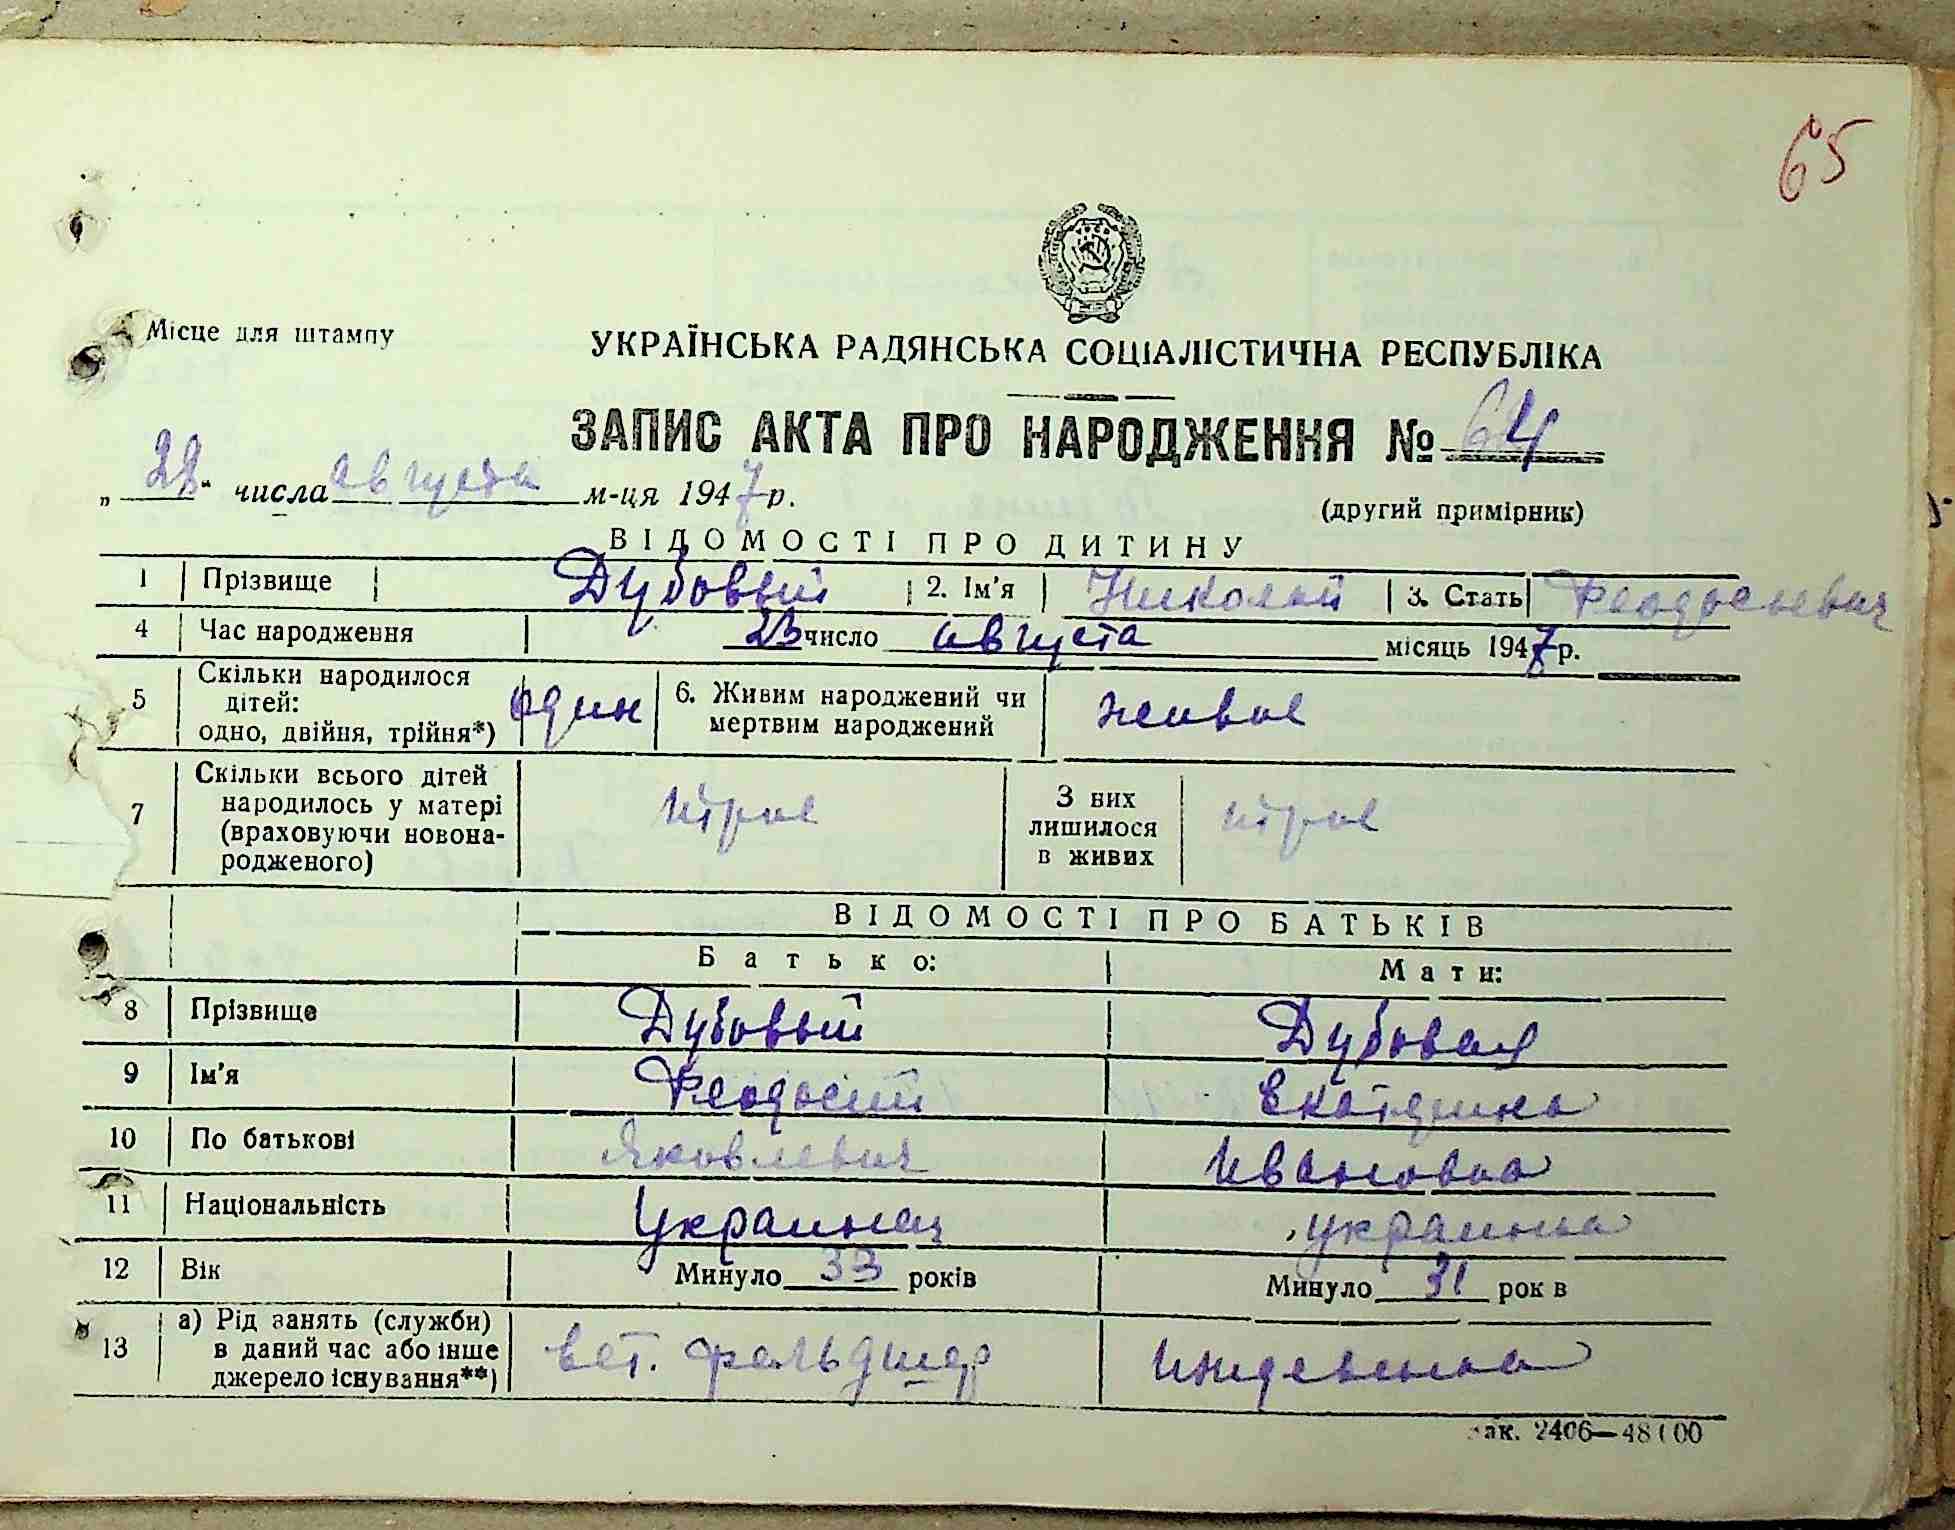 65
Місце для штампу
УКРАЇНСЬКА РАДЯНСЬКА СОЦІАЛІСТИЧНА РЕСПУБЛІКА
ЗАПИС АКТА ПРО НАРОДЖЕННЯ № 64
„28" числа августа м-ця 1947 р.
(другий примірник)
ВІДОМОСТІ ПРО ДИТИНУ
1 Прізвище Дубовый 2. Ім'я Николай 3. Стать Феодосиевич
4 Час народження 23 число августа місяць 1947 р.
5 Скільки народилося дітей: одно, двійня, трійня*) один 6. Живим народжений чи мертвим народжений живое
7 Скільки всього дітей народилось у матері (враховуючи новонародженого) трое З них лишилося в живих трое
ВІДОМОСТІ ПРО БАТЬКІВ
Батько: Мати:
8 Прізвище Дубовый Дубовая
9 Ім'я Феодосий Екатерина
10 По батькові Яковлевич Ивановна
11 Національність Украинец украинка
12 Вік Минуло 33 років Минуло 31 рок в
13 а) Рід занять (служби) в даний час або інше джерело існування**) вет. фельдшер иждевенка
Зак. 2406—48100